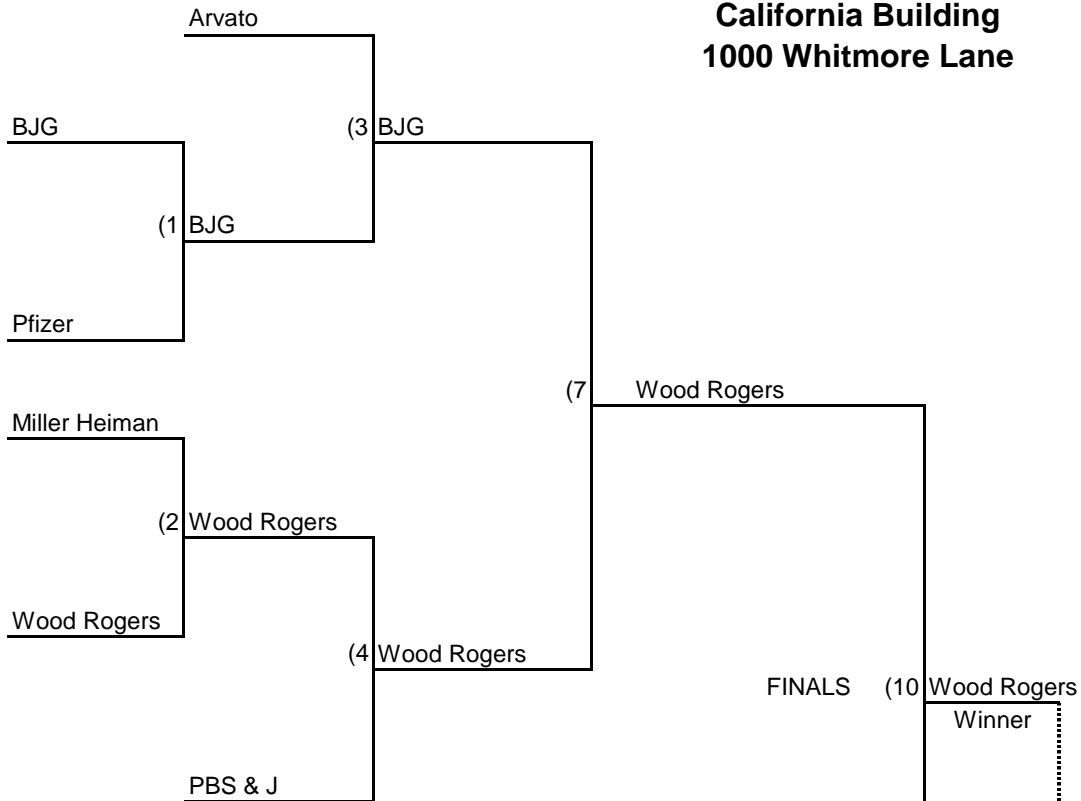 California Building
1000 Whitmore Lane
Arvato
BJG
(3 BJG
(1 BJG
Pfizer
(7 Wood Rogers
Miller Heiman
(2 Wood Rogers
Wood Rogers
(4 Wood Rogers
FINALS (10 Wood Rogers
Winner
PBS & J